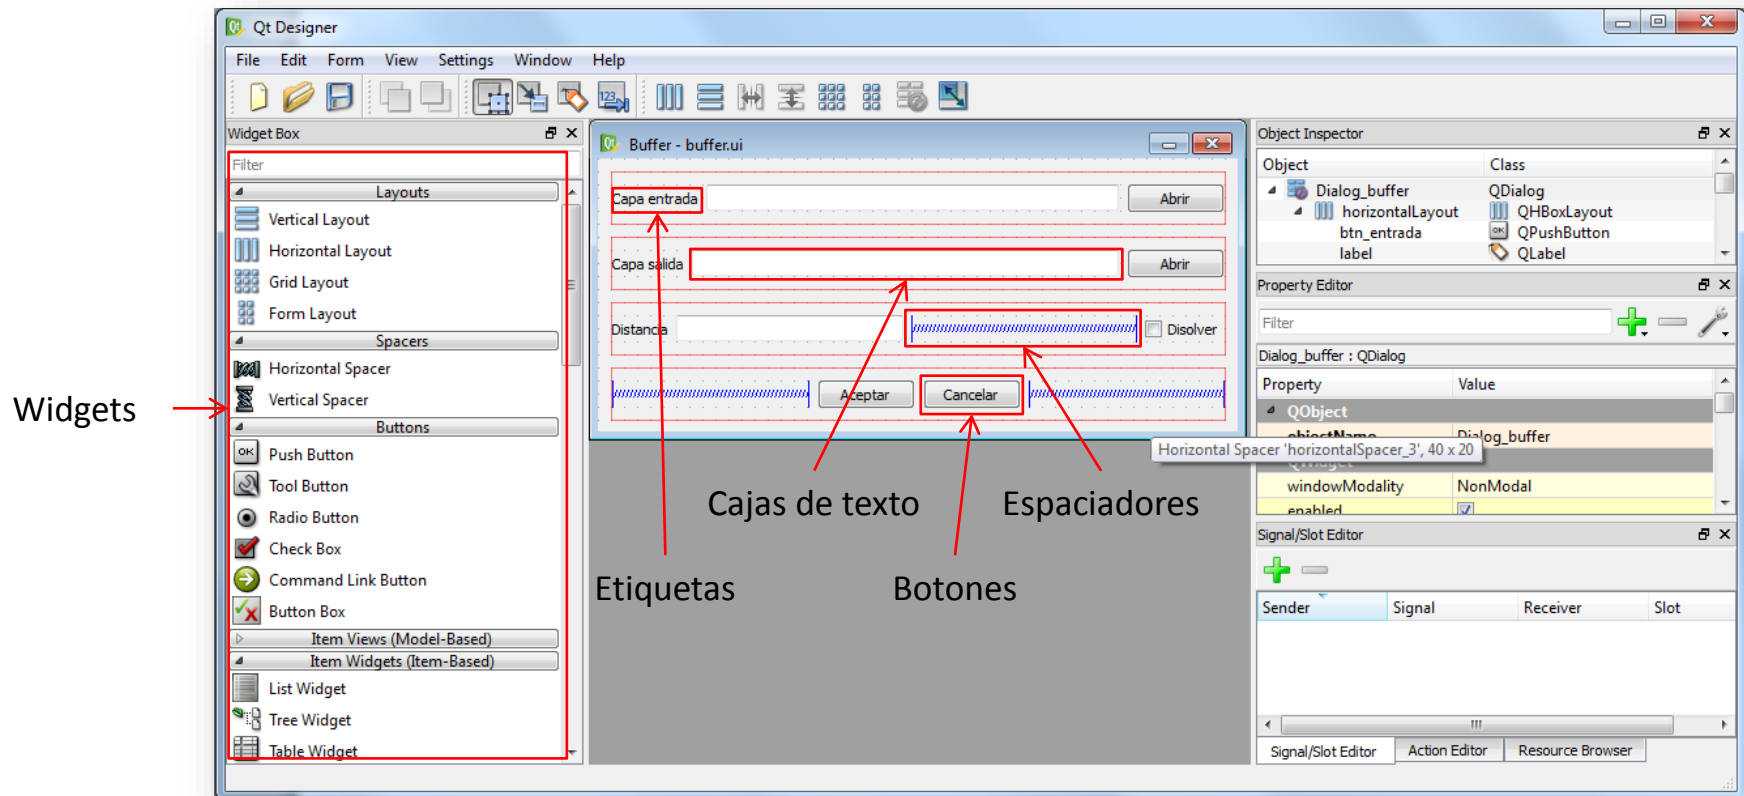 Qt Designer
File Edit Form View Settings Window Help
Widget Box
Filter
Layouts
Vertical Layout
Horizontal Layout
Grid Layout
Form Layout
Spacers
Horizontal Spacer
Vertical Spacer
Buttons
Push Button
Tool Button
Radio Button
Check Box
Command Link Button
Button Box
Item Views (Model-Based)
Item Widgets (Item-Based)
List Widget
Tree Widget
Table Widget
Widgets
Buffer - buffer.ui
Capa entrada Abrir
Capa salida Abrir
Distancia Disolver
Aceptar Cancelar
Horizontal Spacer 'horizontalSpacer_3', 40 x 20
Cajas de texto Espaciadores
Etiquetas Botones
Object Inspector
Object Class
Dialog_buffer QDialog
horizontalLayout QHBoxLayout
btn_entrada QPushButton
label QLabel
Property Editor
Filter
Dialog_buffer : QDialog
Property Value
QObject
objectName Dialog_buffer
QWidget
windowModality NonModal
enabled
Signal/Slot Editor
Sender Signal Receiver Slot
Signal/Slot Editor Action Editor Resource Browser